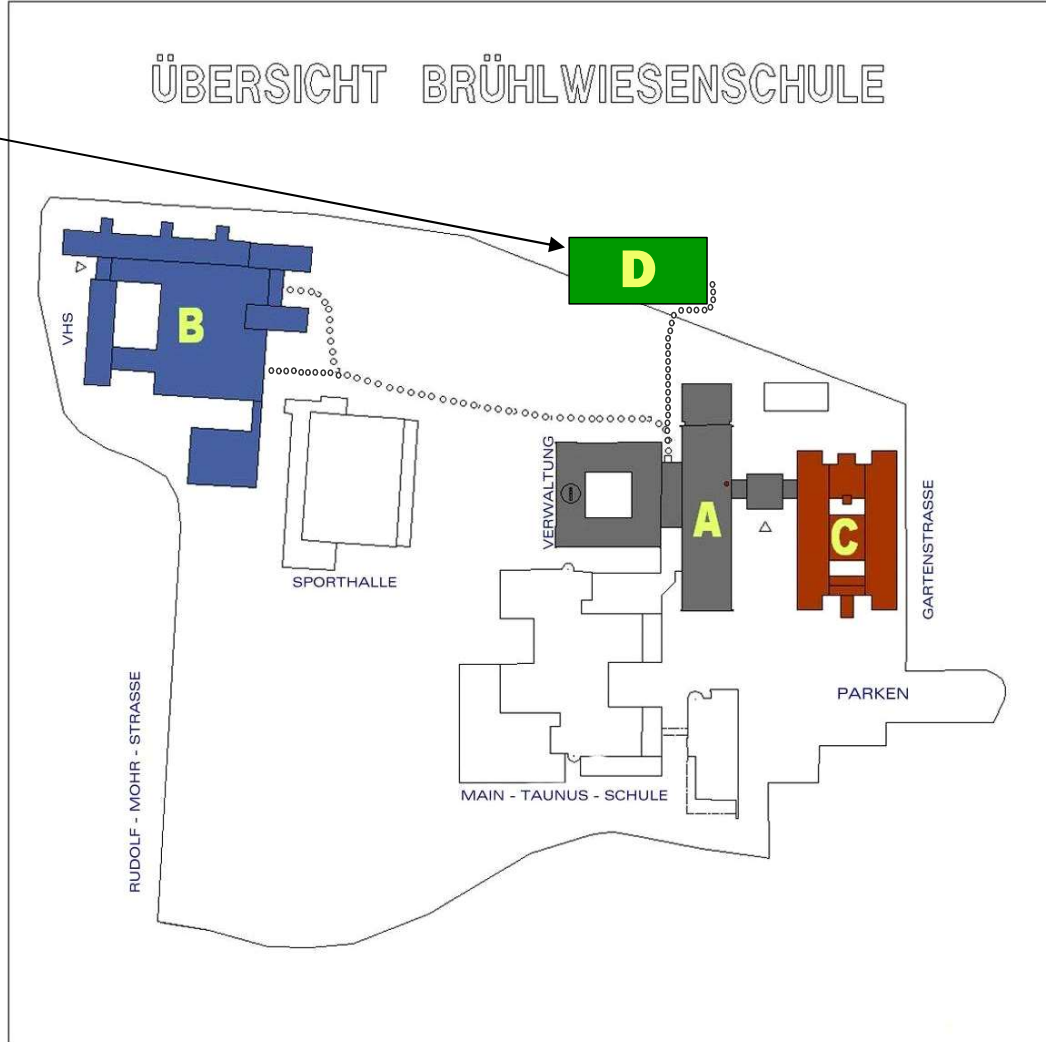 ÜBERSICHT BRÜHLWIESENSCHULE
D
VHS
B
VERWALTUNG
A
C
GARTENSTRASSE
SPORTHALLE
RUDOLF - MOHR - STRASSE
PARKEN
MAIN - TAUNUS - SCHULE